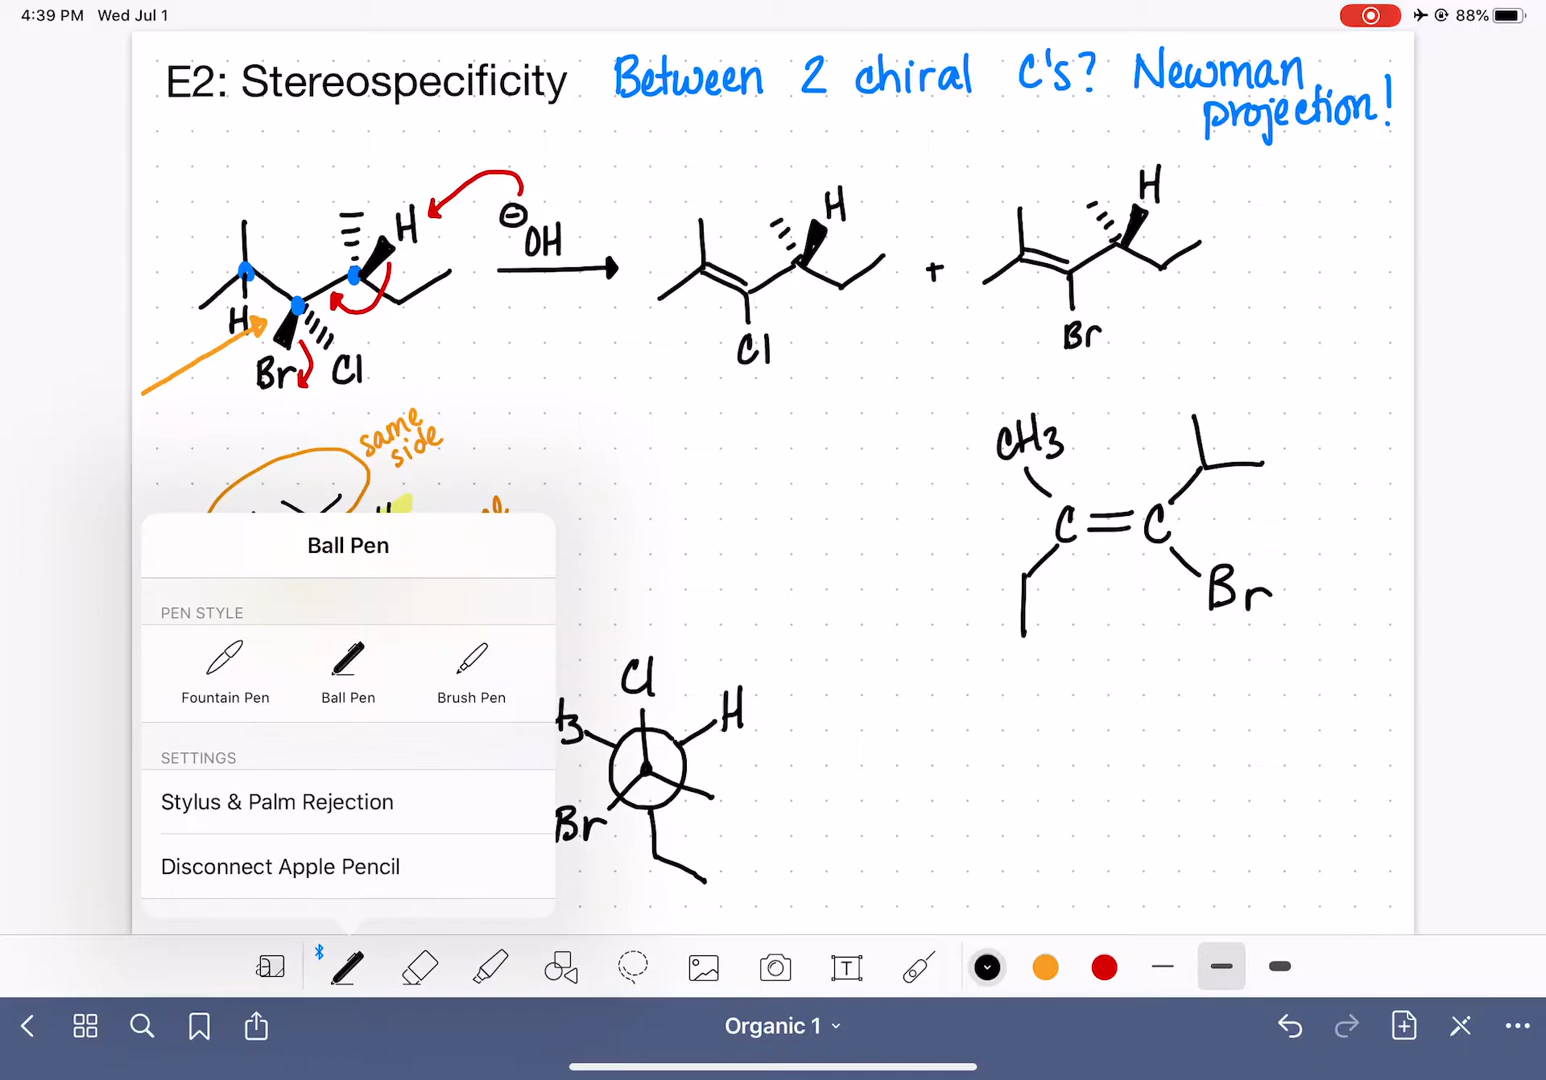 4:39 PM Wed Jul 1
88%
E2: Stereospecificity Between 2 chiral C's? Newman
projection!
H
⊖
OH
H
Br Cl
H
Cl
+
H
Br
same
side
CH3
C=C
Br
Ball Pen
PEN STYLE
Fountain Pen Ball Pen Brush Pen
SETTINGS
Stylus & Palm Rejection
Disconnect Apple Pencil
Cl
H
Br
T
Organic 1